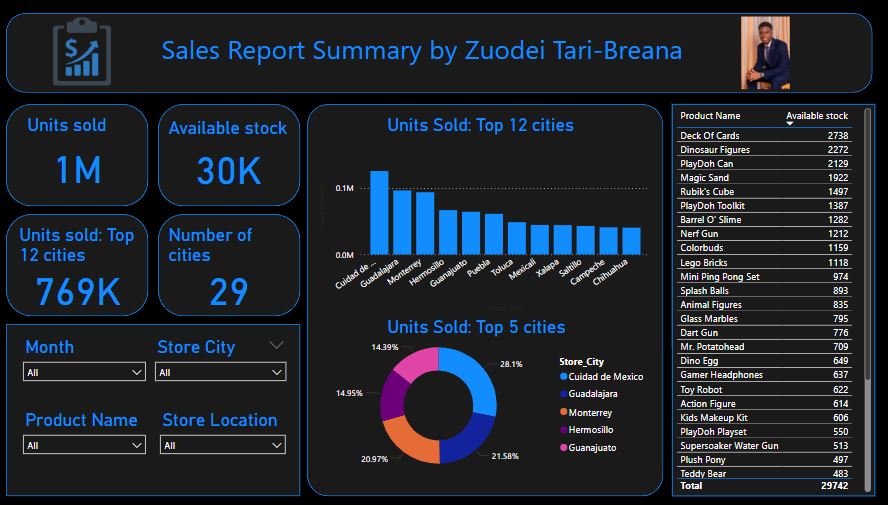 Sales Report Summary by Zuodei Tari-Breana
Units sold
1M
Available stock
30K
Units sold: Top
12 cities
769K
Number of
cities
29
Month
All
Store City
All
Product Name
All
Store Location
All
Units Sold: Top 12 cities
0.1M
0.0M
Cuidad de ...
Guadalajara
Monterrey
Hermosillo
Guanajuato
Puebla
Toluca
Mexicali
Xalapa
Saltillo
Campeche
Chihuahua
Units Sold: Top 5 cities
14.39%
28.1%
14.95%
20.97%
21.58%
Store_City
Cuidad de Mexico
Guadalajara
Monterrey
Hermosillo
Guanajuato
Product Name Available stock
Deck Of Cards 2738
Dinosaur Figures 2272
PlayDoh Can 2129
Magic Sand 1922
Rubik's Cube 1497
PlayDoh Toolkit 1387
Barrel O' Slime 1282
Nerf Gun 1212
Colorbuds 1159
Lego Bricks 1118
Mini Ping Pong Set 974
Splash Balls 893
Animal Figures 835
Glass Marbles 795
Dart Gun 776
Mr. Potatohead 709
Dino Egg 649
Gamer Headphones 637
Toy Robot 622
Action Figure 614
Kids Makeup Kit 606
PlayDoh Playset 550
Supersoaker Water Gun 513
Plush Pony 497
Teddy Bear 483
Total 29742